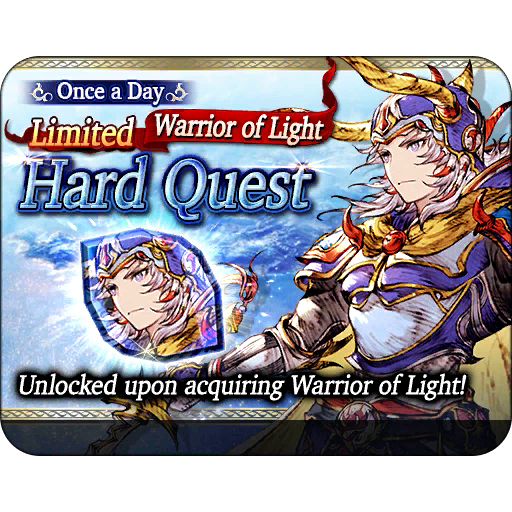 Once a Day
Limited Warrior of Light
Hard Quest
Unlocked upon acquiring Warrior of Light!